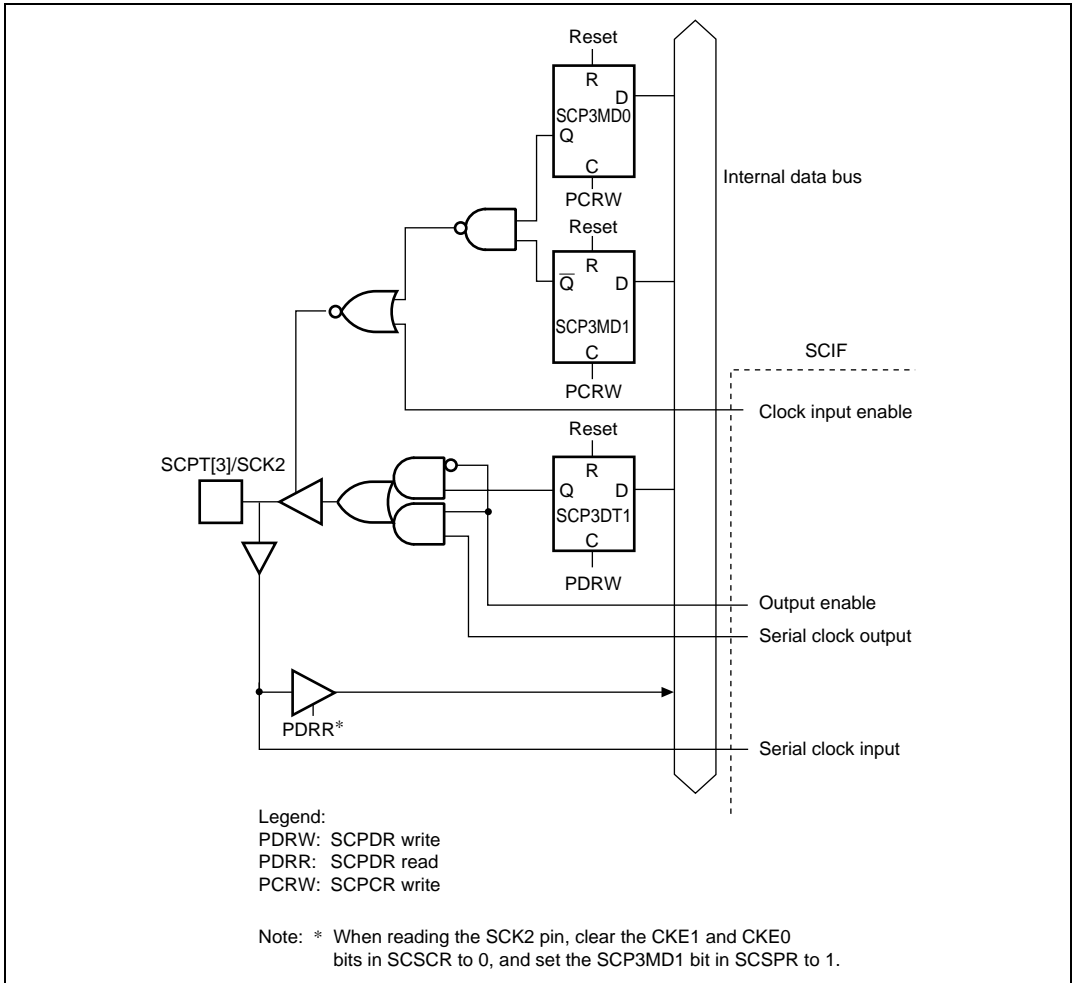 Reset
R
D
SCP3MD0
Q
C
PCRW
Internal data bus
Reset
R
Q̅ D
SCP3MD1
C
PCRW
SCIF
Clock input enable
Reset
SCPT[3]/SCK2
R
Q D
SCP3DT1
C
PDRW
Output enable
Serial clock output
PDRR*
Serial clock input
Legend:
PDRW: SCPDR write
PDRR: SCPDR read
PCRW: SCPCR write
Note: * When reading the SCK2 pin, clear the CKE1 and CKE0
bits in SCSCR to 0, and set the SCP3MD1 bit in SCSPR to 1.